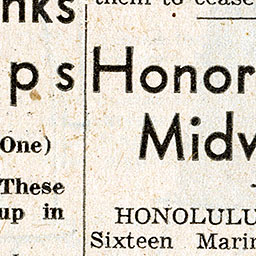 nks
ps
One)
These
up in
them to cease
Honor
Midw
HONOLULU
Sixteen Marin